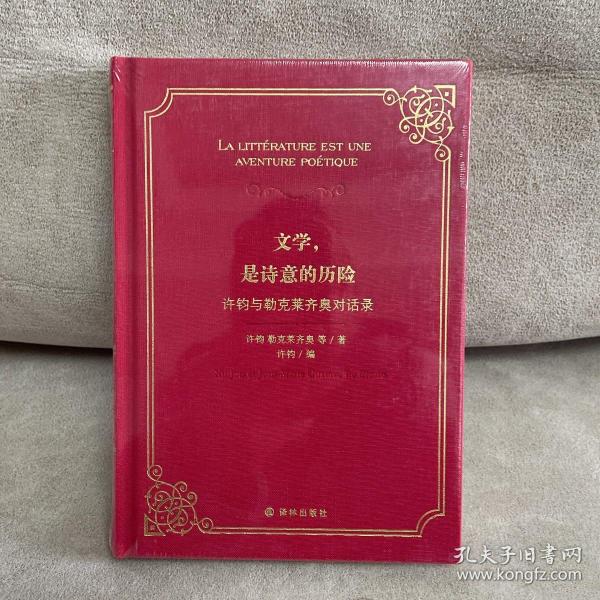 LA LITTÉRATURE EST UNE
AVENTURE POÉTIQUE
文学，
是诗意的历险
许钧与勒克莱齐奥对话录
许钧 勒克莱齐奥 等/著
许钧/编
译林出版社
孔夫子旧书网
www.kongfz.com